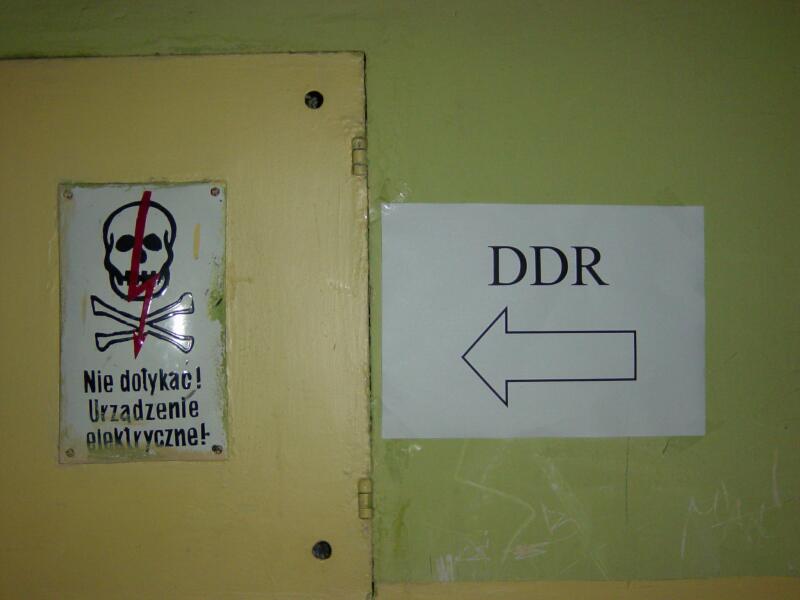 Nie dotykać!
Urządzenie
elektryczne!
DDR